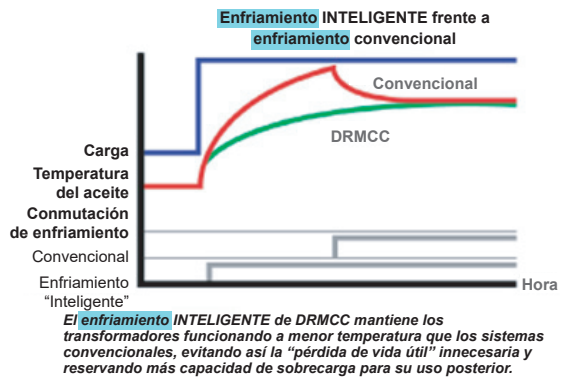 Enfriamiento INTELIGENTE frente a
enfriamiento convencional
Convencional
DRMCC
Carga
Temperatura
del aceite
Conmutación
de enfriamiento
Convencional
Enfriamiento
“Inteligente”
Hora
El enfriamiento INTELIGENTE de DRMCC mantiene los
transformadores funcionando a menor temperatura que los sistemas
convencionales, evitando así la “pérdida de vida útil” innecesaria y
reservando más capacidad de sobrecarga para su uso posterior.